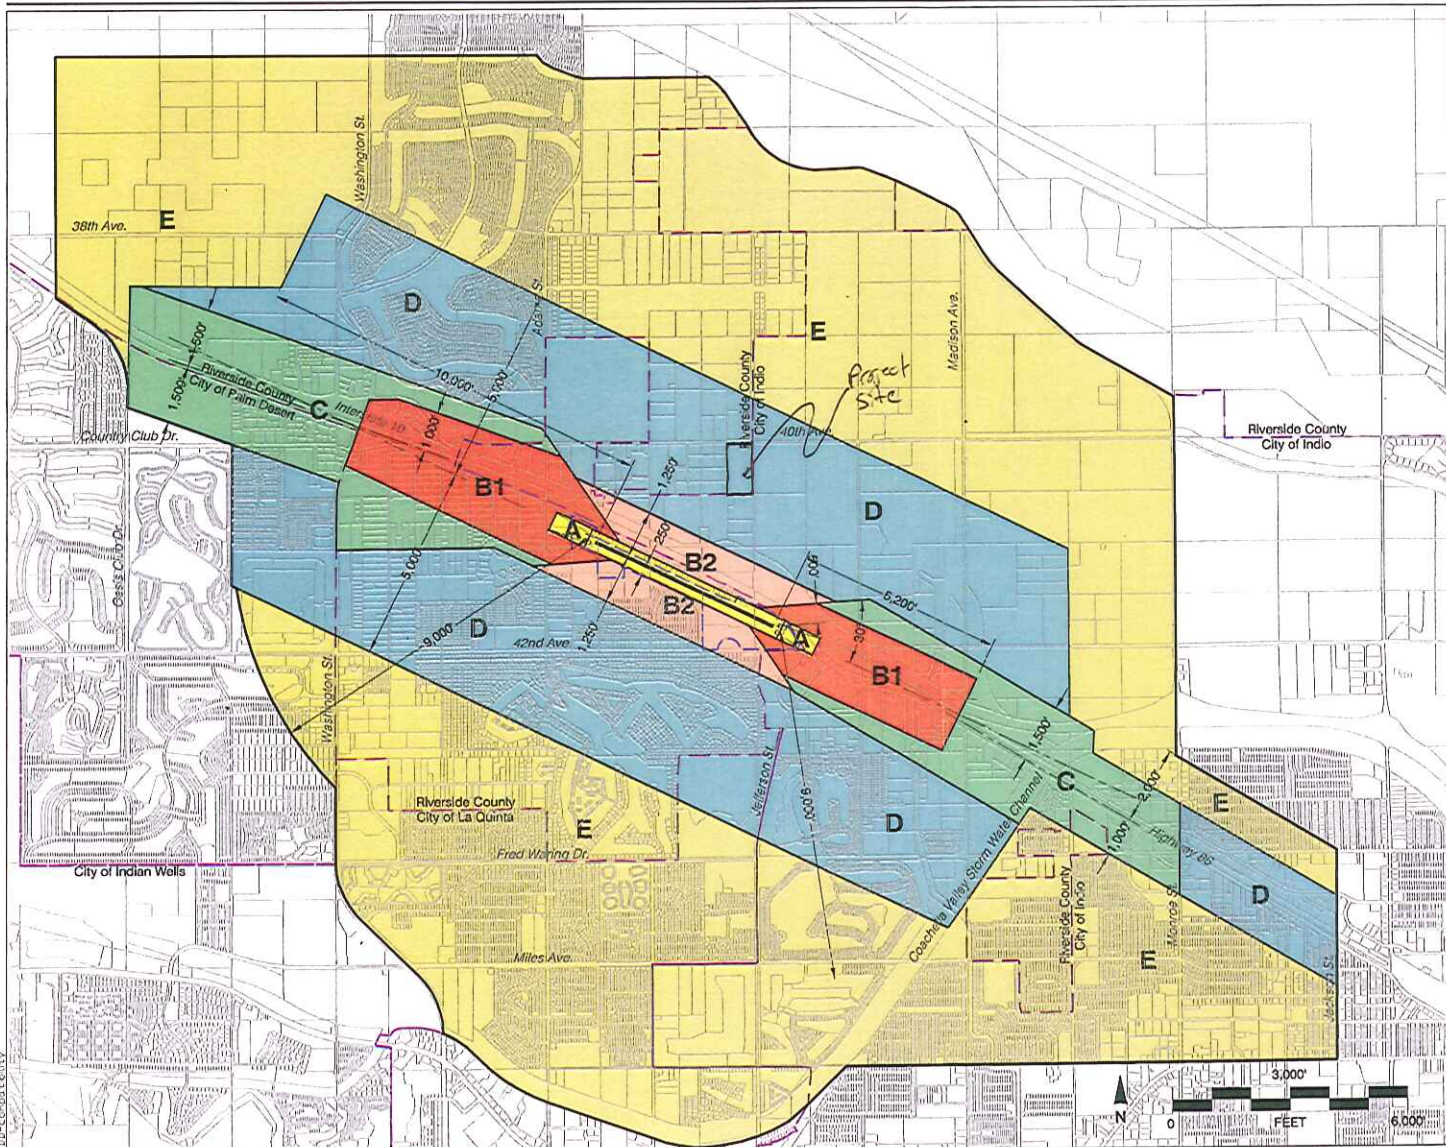 Washington St.
38th Ave.
E
D
Adams St.
E
Madison Ave.
1,500'
1,500'
10,000'
5,000'
Riverside County
City of Palm Desert
C
Interstate 10
1,000'
Country Club Dr.
Riverside County
City of Indio
Project
site
40th Ave.
Riverside County
City of Indio
B1
1,250'
250'
A
D
Oasis Club Dr.
B2
B2
600'
6,200'
5,000'
9,000'
D
42nd Ave.
1,250'
A
30°
B1
Washington St.
1,500'
Jefferson St.
9,000'
C
2,000'
1,000'
E
Riverside County
City of La Quinta
E
D
Highway 86
Fred Waring Dr.
City of Indian Wells
Coachella Valley Storm Water Channel
Riverside County
City of Indio
Monroe St.
D
Miles Ave.
E
Jackson St.
N
3,000'
0
FEET
6,000'